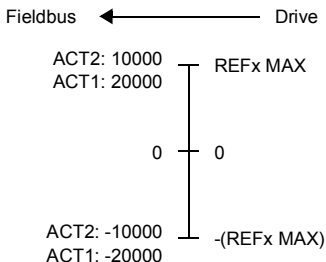 Fieldbus Drive
ACT2: 10000
ACT1: 20000
REFx MAX
0 0
ACT2: -10000
ACT1: -20000
-(REFx MAX)